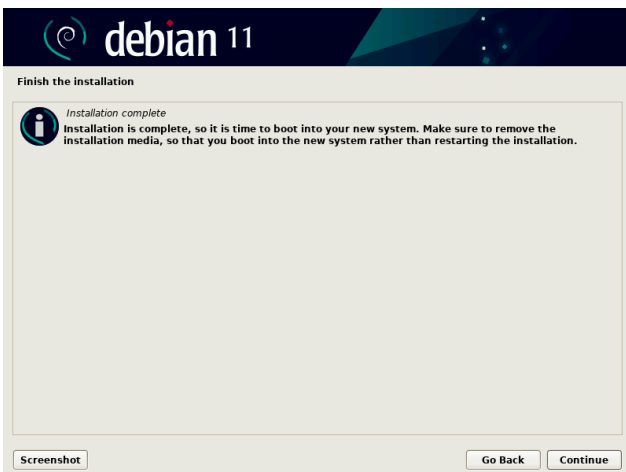 debian 11
Finish the installation
Installation complete
Installation is complete, so it is time to boot into your new system. Make sure to remove the
installation media, so that you boot into the new system rather than restarting the installation.
Screenshot
Go Back
Continue